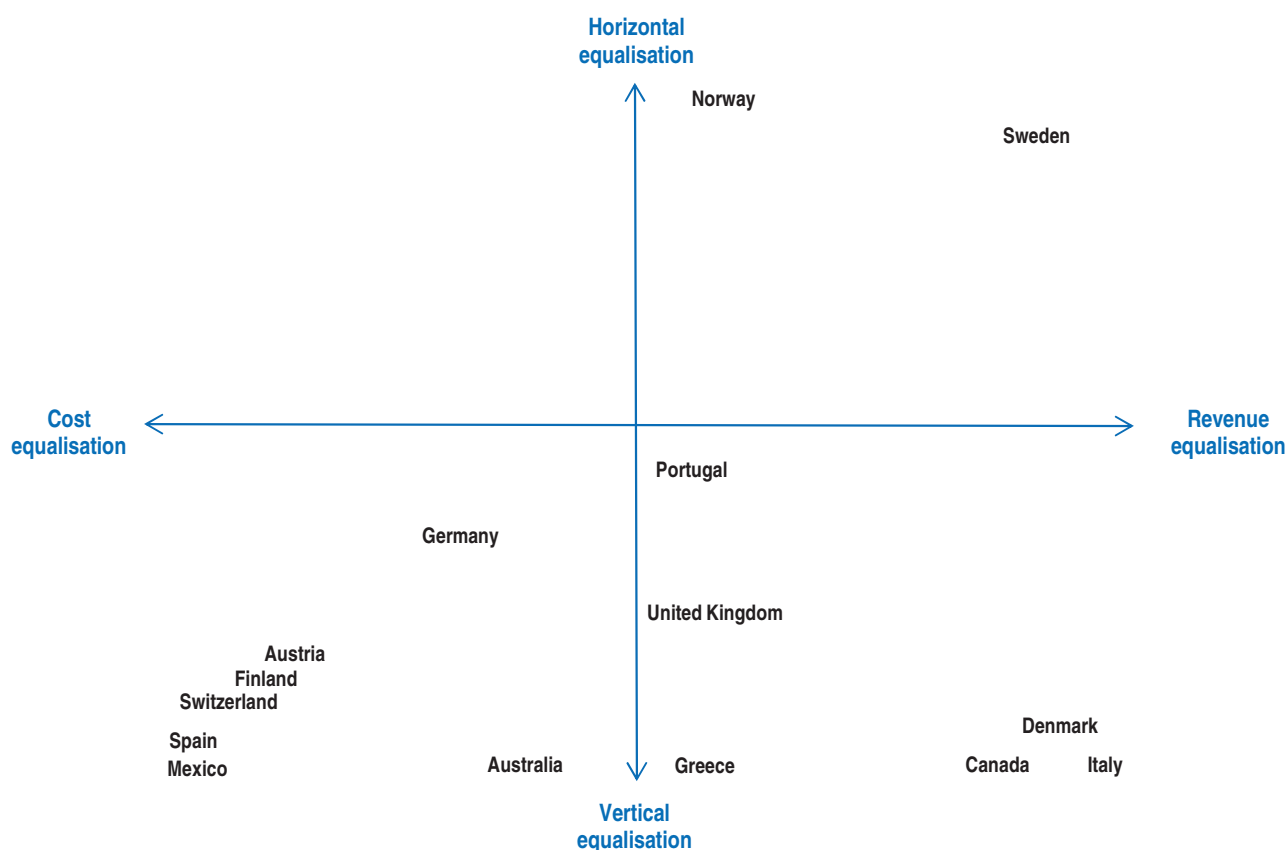 Horizontal
equalisation
Norway
Sweden
Cost
equalisation
Revenue
equalisation
Portugal
Germany
United Kingdom
Austria
Finland
Switzerland
Denmark
Spain
Mexico
Australia
Greece
Canada
Italy
Vertical
equalisation